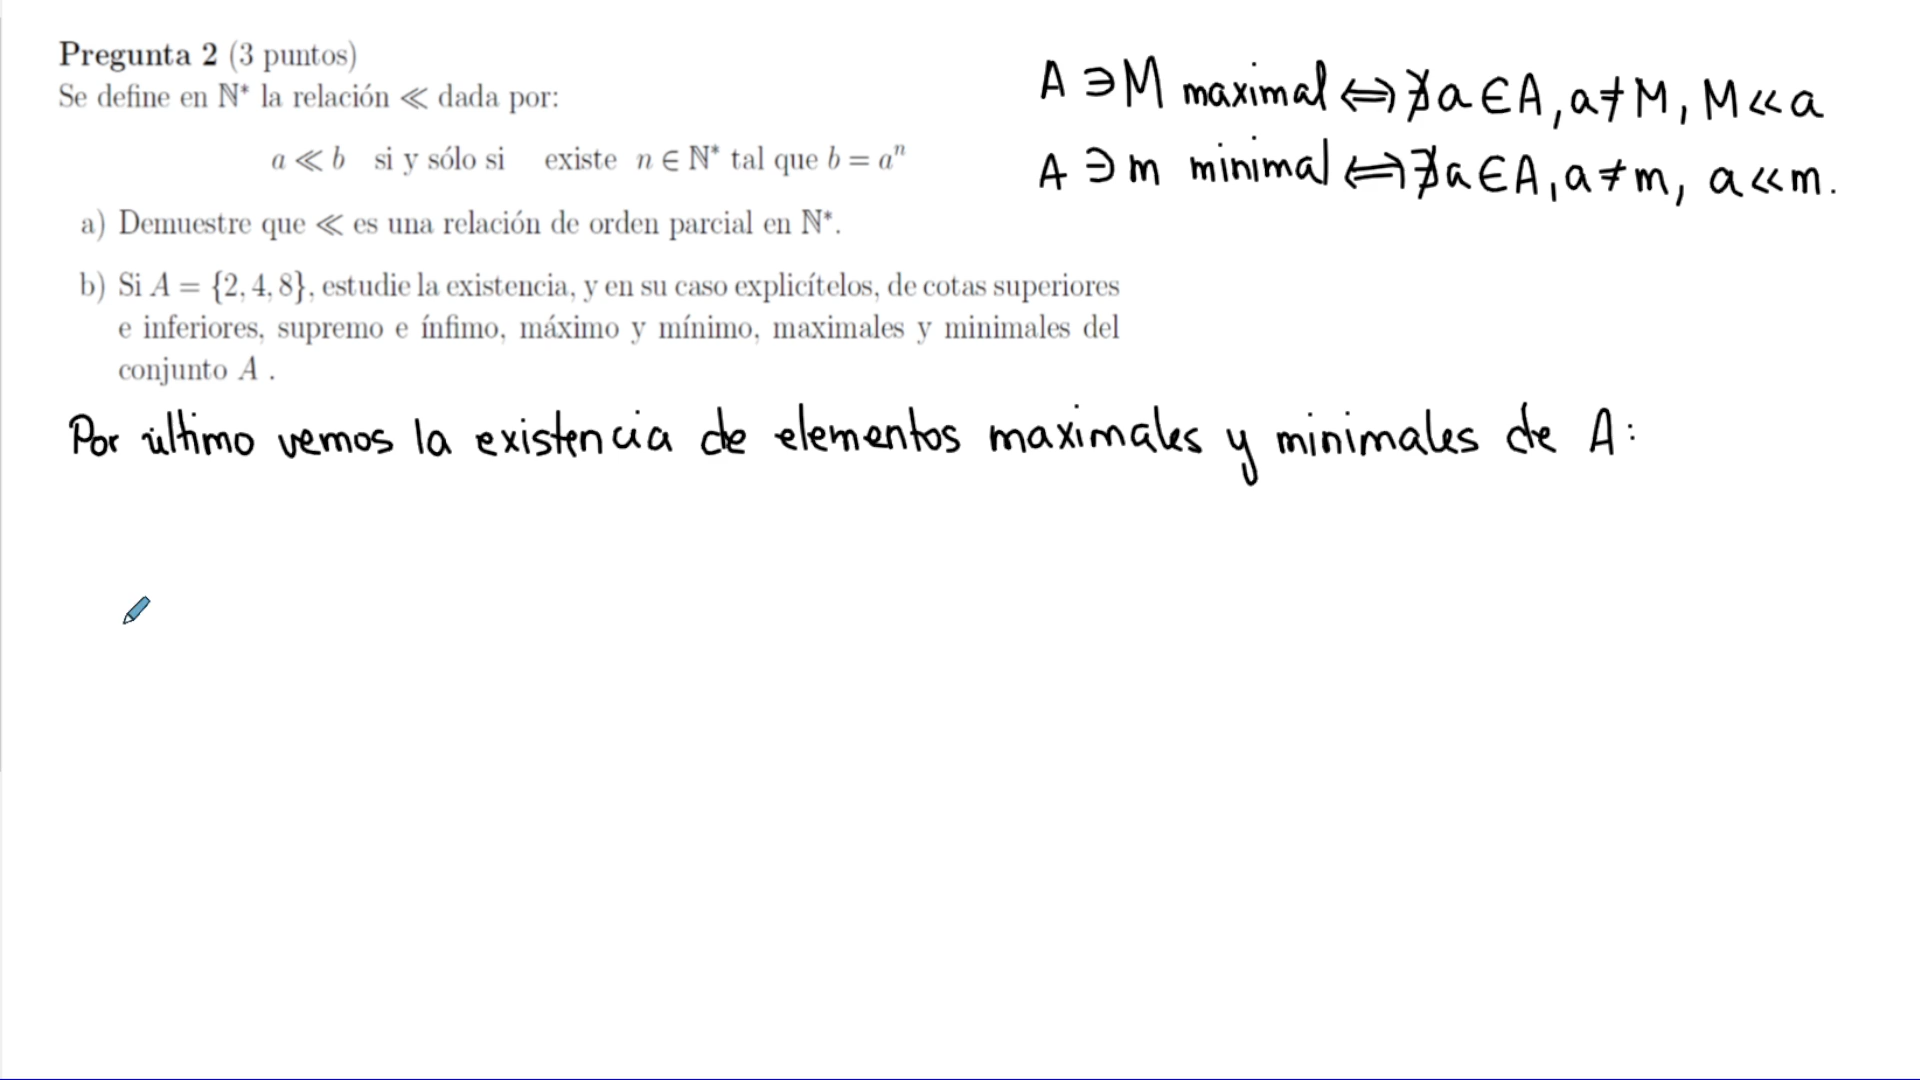 Pregunta 2 (3 puntos)
Se define en ℕ* la relación ≪ dada por:
a ≪ b si y sólo si existe n ∈ ℕ* tal que b = aⁿ
a) Demuestre que ≪ es una relación de orden parcial en ℕ*.
b) Si A = {2, 4, 8}, estudie la existencia, y en su caso explicítelos, de cotas superiores
e inferiores, supremo e ínfimo, máximo y mínimo, maximales y minimales del
conjunto A .
A ∋ M maximal ⟺ ∄ a ∈ A, a ≠ M, M ≪ a
A ∋ m minimal ⟺ ∄ a ∈ A, a ≠ m, a ≪ m.
Por último vemos la existencia de elementos maximales y minimales de A: